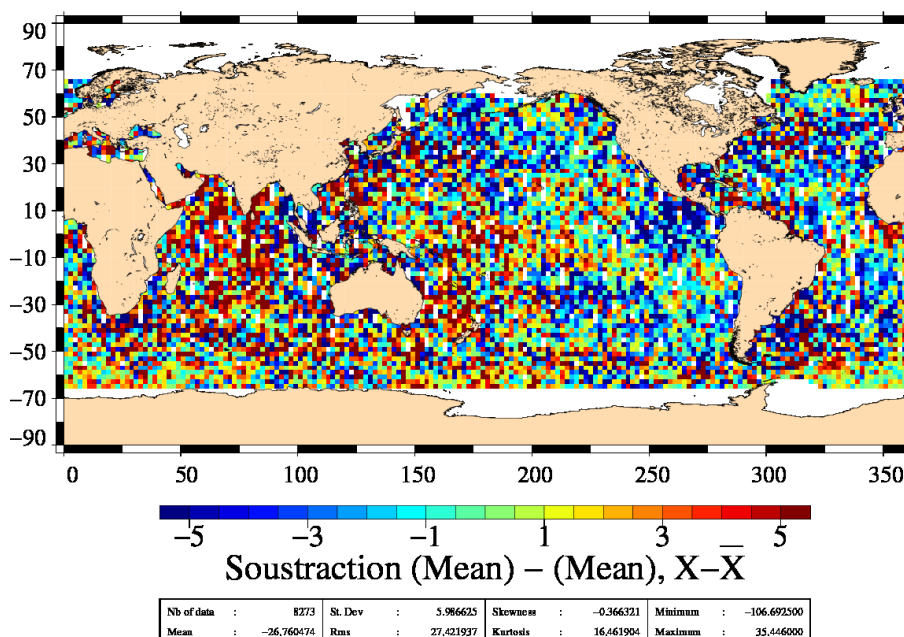 90
70
50
30
10
−10
−30
−50
−70
−90
0 50 100 150 200 250 300 350
−5 −3 −1 1 3 5
Soustraction (Mean) − (Mean), X−X̅
Nb of data : 8273 St. Dev : 5.986625 Skewness : −0.366321 Minimum : −106.692500
Mean : −26.760474 Rms : 27.421937 Kurtosis : 16.461904 Maximum : 35.446000